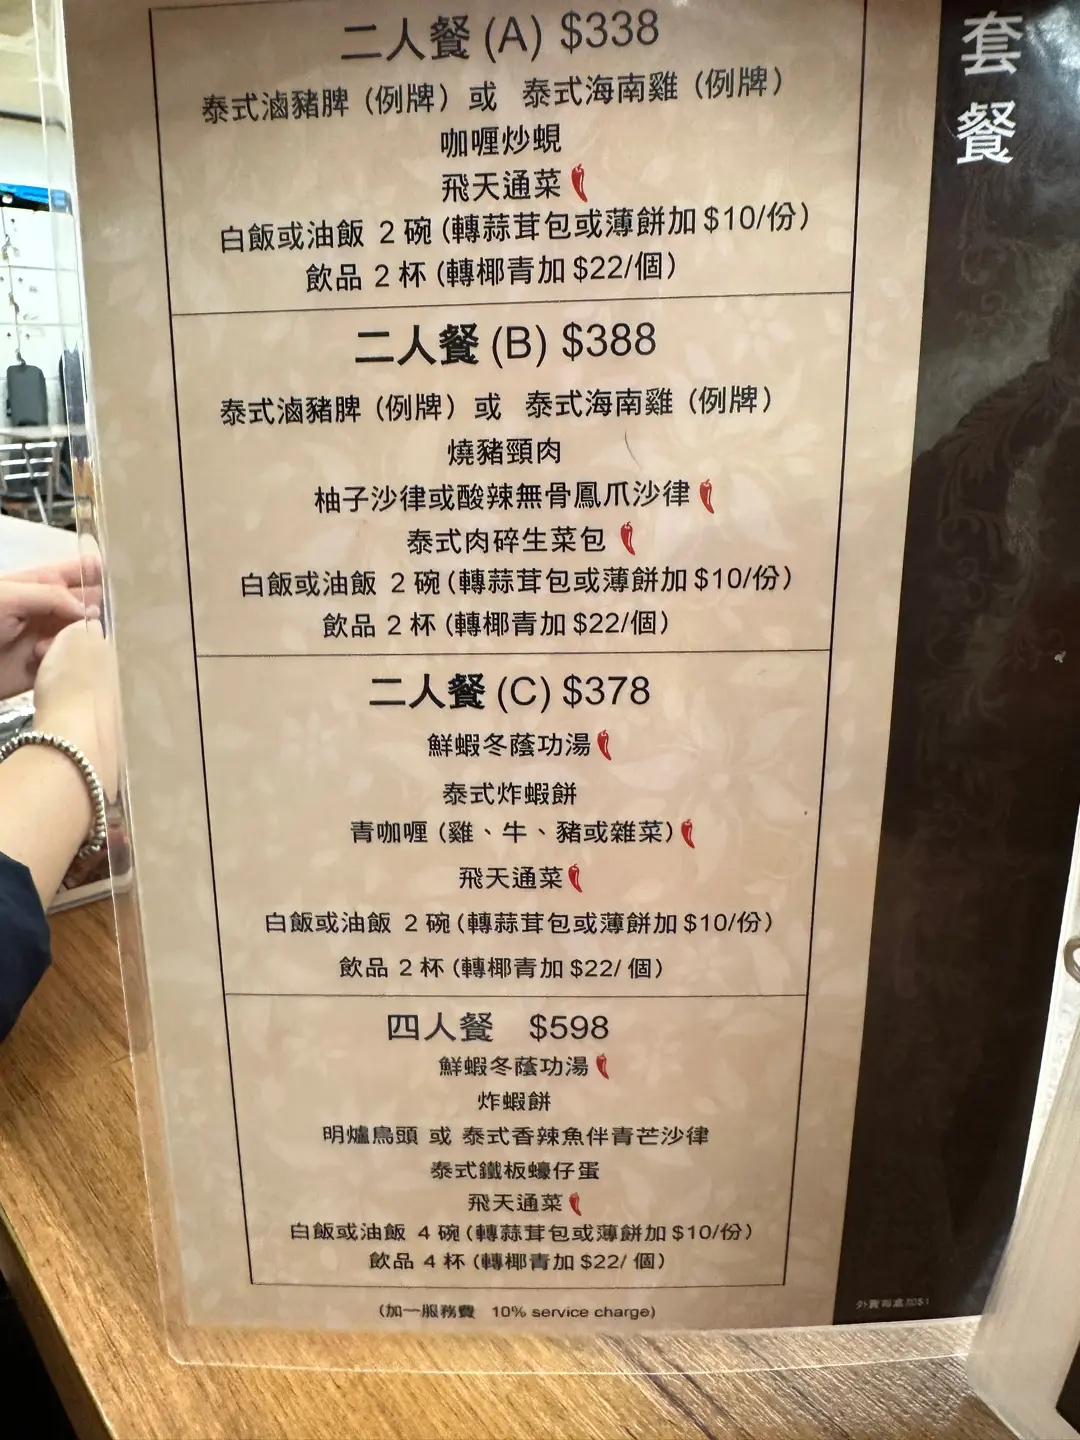 套餐
二人餐 (A) $338
泰式滷豬脾 (例牌) 或 泰式海南雞 (例牌)
咖喱炒蜆
飛天通菜
白飯或油飯 2 碗 (轉蒜茸包或薄餅加 $10/份)
飲品 2 杯 (轉椰青加 $22/個)
二人餐 (B) $388
泰式滷豬脾 (例牌) 或 泰式海南雞 (例牌)
燒豬頸肉
柚子沙律或酸辣無骨鳳爪沙律
泰式肉碎生菜包
白飯或油飯 2 碗 (轉蒜茸包或薄餅加 $10/份)
飲品 2 杯 (轉椰青加 $22/個)
二人餐 (C) $378
鮮蝦冬蔭功湯
泰式炸蝦餅
青咖喱 (雞、牛、豬或雜菜)
飛天通菜
白飯或油飯 2 碗 (轉蒜茸包或薄餅加 $10/份)
飲品 2 杯 (轉椰青加 $22/ 個)
四人餐 $598
鮮蝦冬蔭功湯
炸蝦餅
明爐烏頭 或 泰式香辣魚伴青芒沙律
泰式鐵板蠔仔蛋
飛天通菜
白飯或油飯 4 碗 (轉蒜茸包或薄餅加 $10/份)
飲品 4 杯 (轉椰青加 $22/ 個)
(加一服務費 10% service charge)
外賣每盒加$1